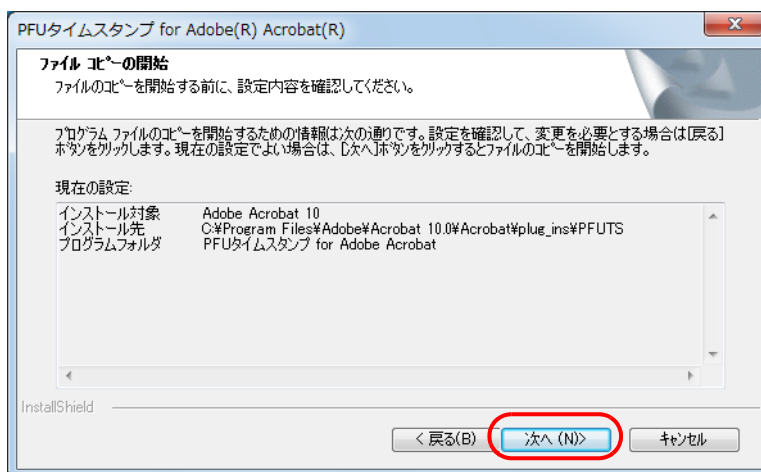 PFUタイムスタンプ for Adobe(R) Acrobat(R)
ファイル コピーの開始
ファイルのコピーを開始する前に、設定内容を確認してください。
プログラム ファイルのコピーを開始するための情報は次の通りです。設定を確認して、変更を必要とする場合は[戻る]
ボタンをクリックします。現在の設定でよい場合は、[次へ]ボタンをクリックするとファイルのコピーを開始します。
現在の設定:
インストール対象 Adobe Acrobat 10
インストール先 C:¥Program Files¥Adobe¥Acrobat 10.0¥Acrobat¥plug_ins¥PFUTS
プログラムフォルダ PFUタイムスタンプ for Adobe Acrobat
InstallShield
< 戻る(B) 次へ (N)> キャンセル